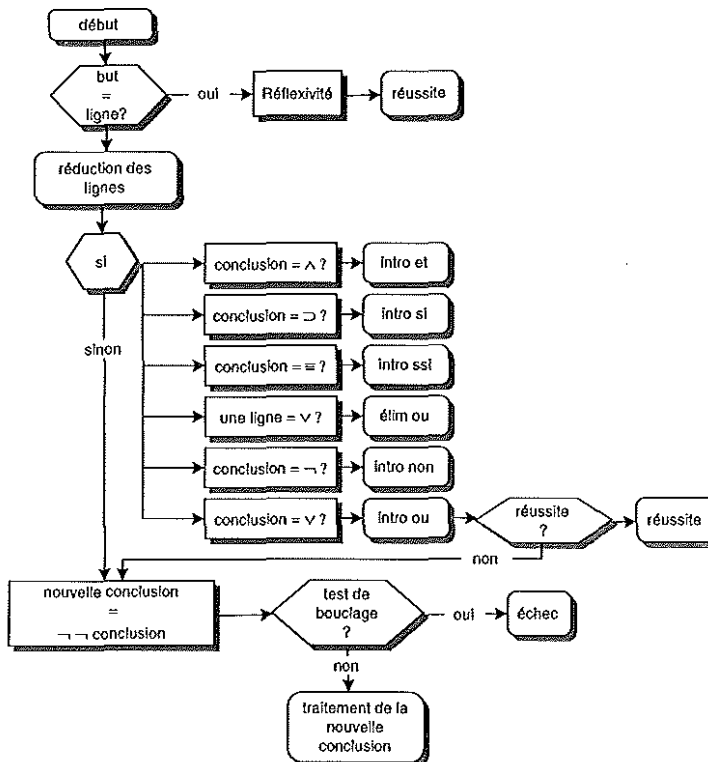 début
but
=
ligne?
oui
Réflexivité
réussite
réduction des
lignes
si
sinon
conclusion = ∧ ?
intro et
conclusion = ⊃ ?
intro si
conclusion = ≡ ?
intro ssi
une ligne = ∨ ?
élim ou
conclusion = ¬ ?
intro non
conclusion = ∨ ?
intro ou
réussite
?
réussite
non
nouvelle conclusion
=
¬ ¬ conclusion
test de
bouclage
?
oui
échec
non
traitement de la
nouvelle
conclusion